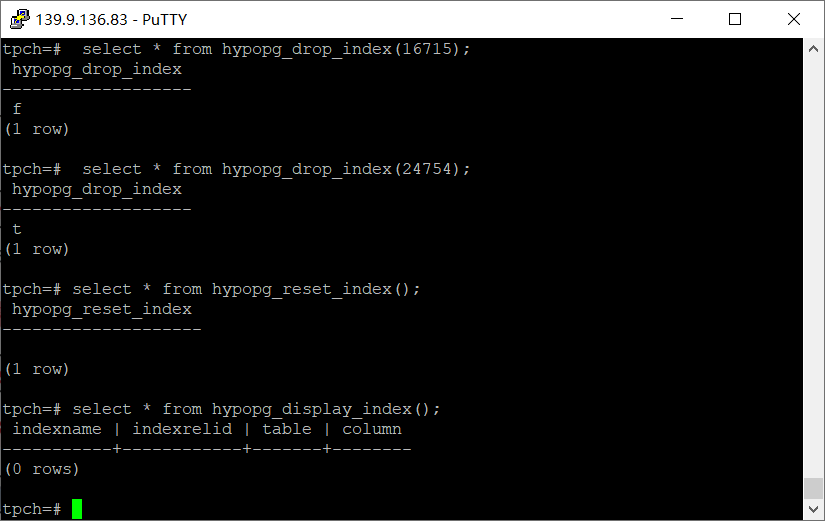 139.9.136.83 - PuTTY
tpch=#  select * from hypopg_drop_index(16715);
 hypopg_drop_index
-------------------
 f
(1 row)
tpch=#  select * from hypopg_drop_index(24754);
 hypopg_drop_index
-------------------
 t
(1 row)
tpch=# select * from hypopg_reset_index();
 hypopg_reset_index
--------------------
(1 row)
tpch=# select * from hypopg_display_index();
 indexname | indexrelid | table | column
-----------+------------+-------+--------
(0 rows)
tpch=#